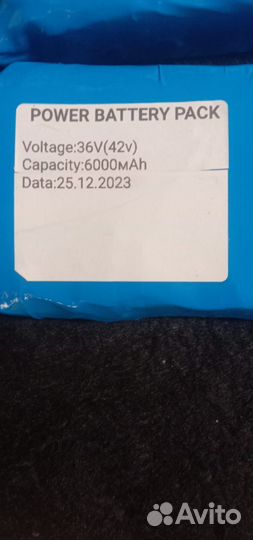 POWER BATTERY PACK
Voltage:36V(42v)
Capacity:6000мAh
Data:25.12.2023
Avito